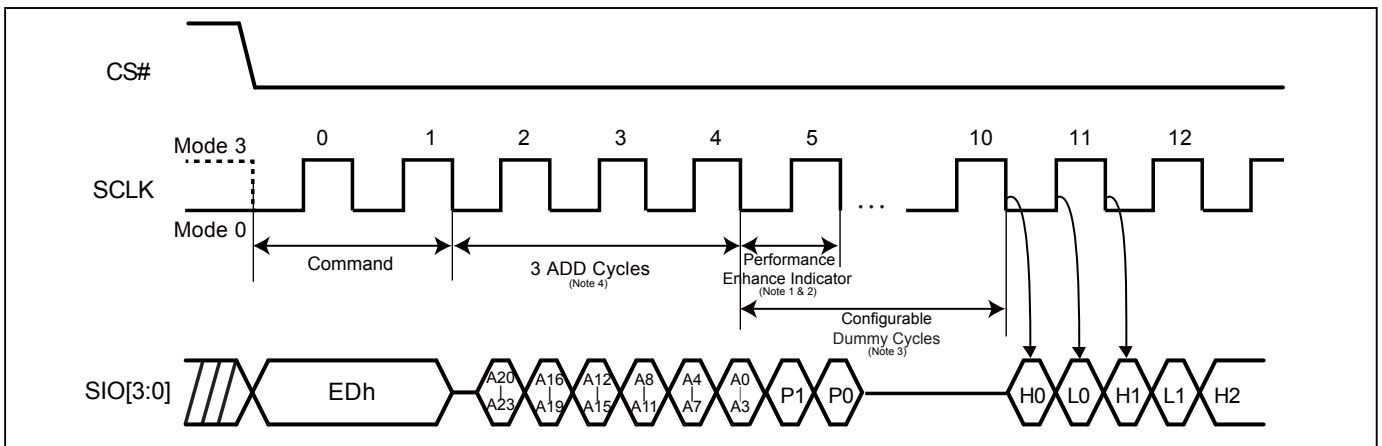 CS#
Mode 3
0 1 2 3 4 5 10 11 12
SCLK
...
Mode 0
Command
3 ADD Cycles
(Note 4)
Performance
Enhance Indicator
(Note 1 & 2)
Configurable
Dummy Cycles
(Note 3)
SIO[3:0]
EDh
A20
A23
A16
A19
A12
A15
A8
A11
A4
A7
A0
A3
P1
P0
H0
L0
H1
L1
H2